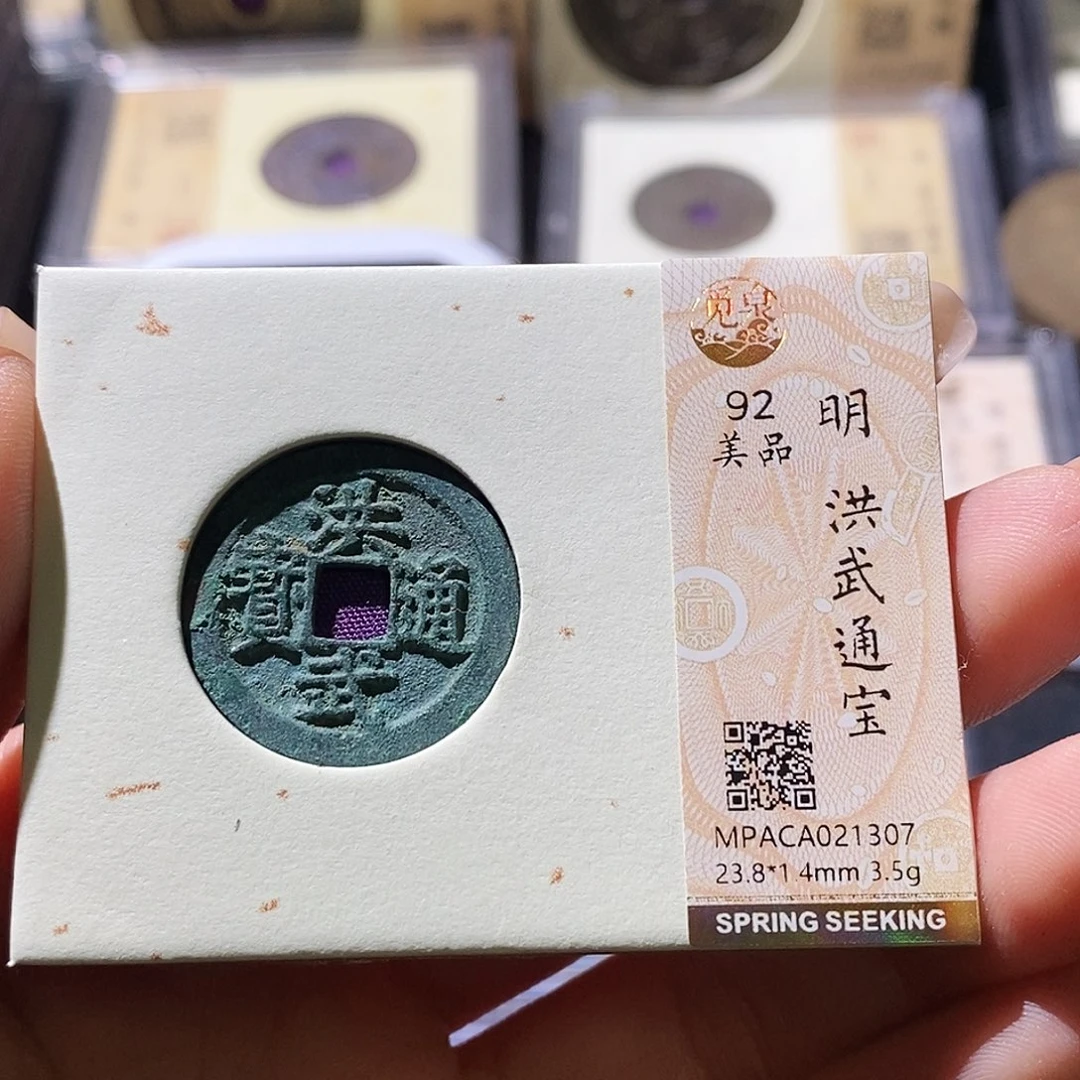 洪武通寳
觅泉
92
美品
明
洪武通宝
MPACA021307
23.8*1.4mm/3.5g
SPRING SEEKING